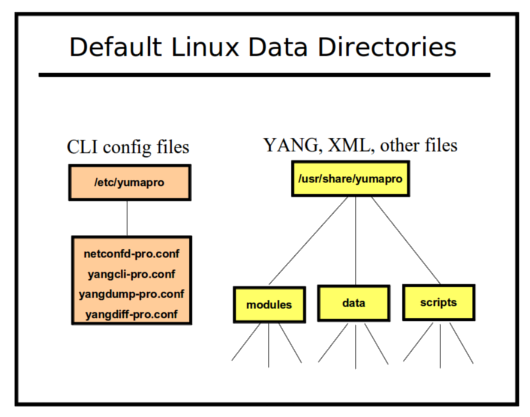 Default Linux Data Directories
CLI config files
/etc/yumapro
netconfd-pro.conf
yangcli-pro.conf
yangdump-pro.conf
yangdiff-pro.conf
YANG, XML, other files
/usr/share/yumapro
modules
data
scripts